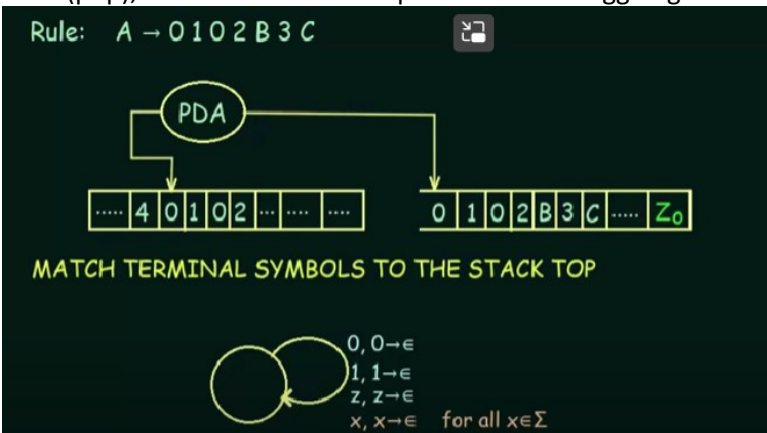 Rule: A → 0 1 0 2 B 3 C
PDA
..... 4 0 1 0 2 ... .... ....
0 1 0 2 B 3 C ..... Z₀
MATCH TERMINAL SYMBOLS TO THE STACK TOP
0, 0→∈
1, 1→∈
z, z→∈
x, x→∈ for all x∈Σ